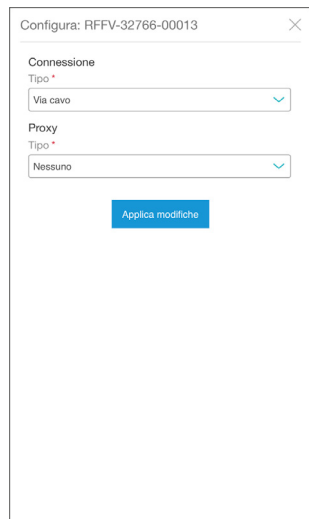 Configura: RFFV-32766-00013
Connessione
Tipo *
Via cavo
Proxy
Tipo *
Nessuno
Applica modifiche